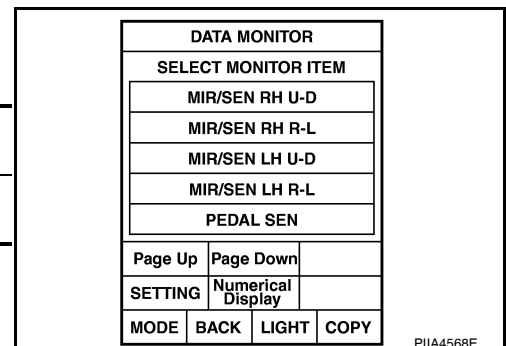 DATA MONITOR
SELECT MONITOR ITEM
MIR/SEN RH U-D
MIR/SEN RH R-L
MIR/SEN LH U-D
MIR/SEN LH R-L
PEDAL SEN
Page Up Page Down
SETTING Numerical Display
MODE BACK LIGHT COPY
PIIA4568E